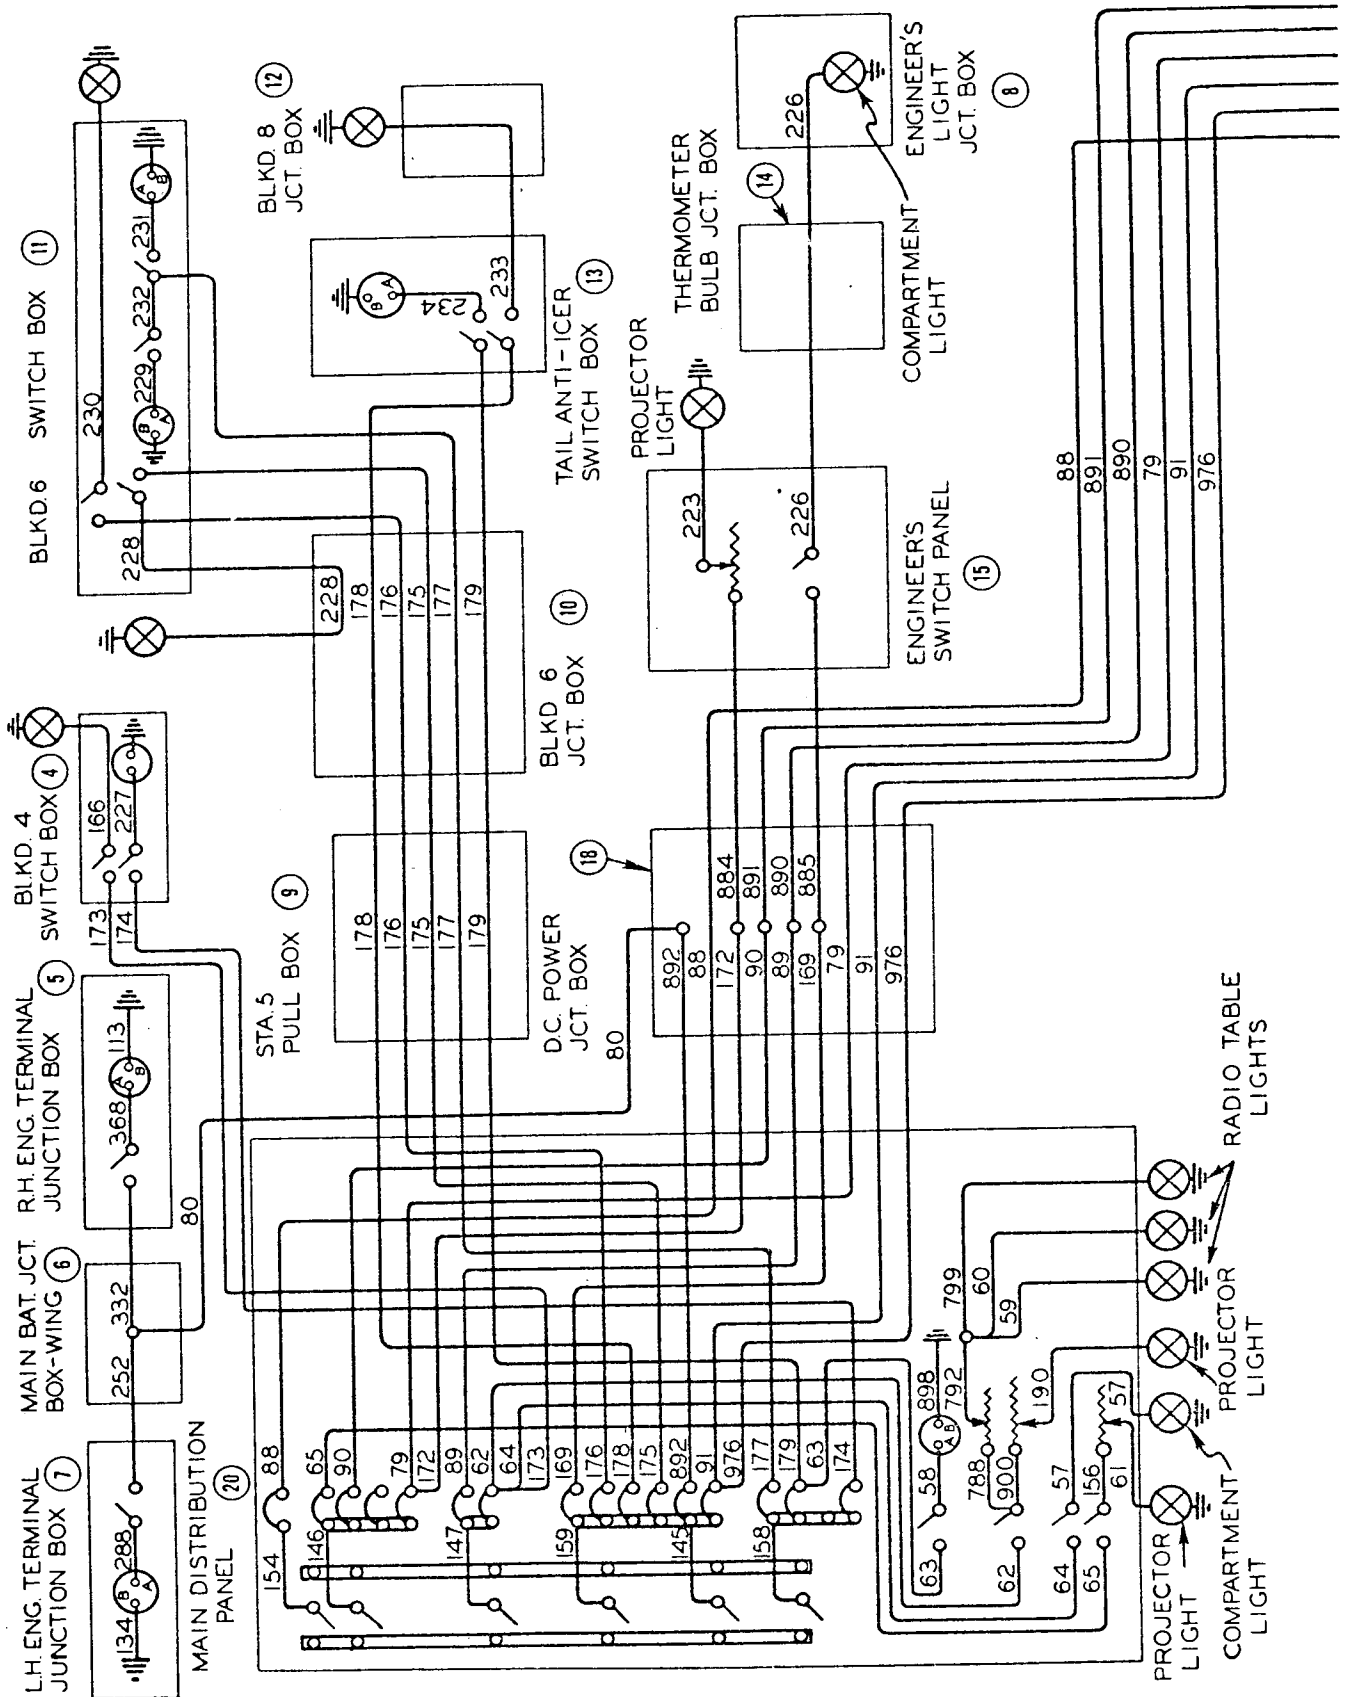 BLKD. 6 SWITCH BOX 11
230
228
229
232
231
A
B
B
A
BLKD. 8
JCT. BOX
12
TAIL ANTI-ICER
SWITCH BOX
13
234
233
B
A
THERMOMETER
BULB JCT. BOX
14
ENGINEER'S
LIGHT
JCT. BOX
8
226
COMPARTMENT
LIGHT
PROJECTOR
LIGHT
223
226
ENGINEER'S
SWITCH PANEL
15
BLKD 6
JCT. BOX
10
228
178
176
175
177
179
88
891
890
79
91
976
BLKD. 4
SWITCH BOX 4
166
227
173
174
STA. 5
PULL BOX
9
178
176
175
177
179
D.C. POWER
JCT. BOX
18
80
892
88
172
90
89
169
79
91
976
884
891
890
885
R.H. ENG. TERMINAL
JUNCTION BOX
5
368
113
A
B
MAIN BAT. JCT.
BOX-WING 6
252
332
80
L.H. ENG. TERMINAL
JUNCTION BOX 7
134
288
B
A
MAIN DISTRIBUTION
PANEL
20
88
65
90
79
172
89
62
64
173
169
176
178
175
892
91
976
177
179
63
174
154
146
147
159
145
158
63
62
64
65
58
788
900
57
156
61
57
190
898
792
A
B
799
60
59
RADIO TABLE
LIGHTS
PROJECTOR
LIGHT
COMPARTMENT
LIGHT
PROJECTOR
LIGHT